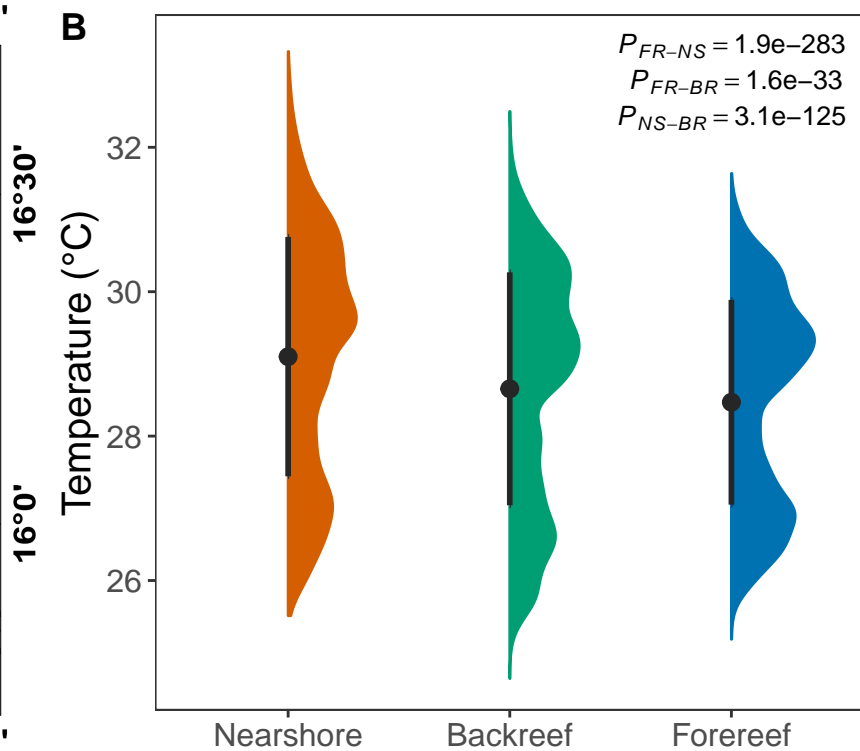 B
P_FR–NS = 1.9e−283
P_FR–BR = 1.6e−33
P_NS–BR = 3.1e−125
16°30'
16°0'
Temperature (°C)
32
30
28
26
Nearshore Backreef Forereef